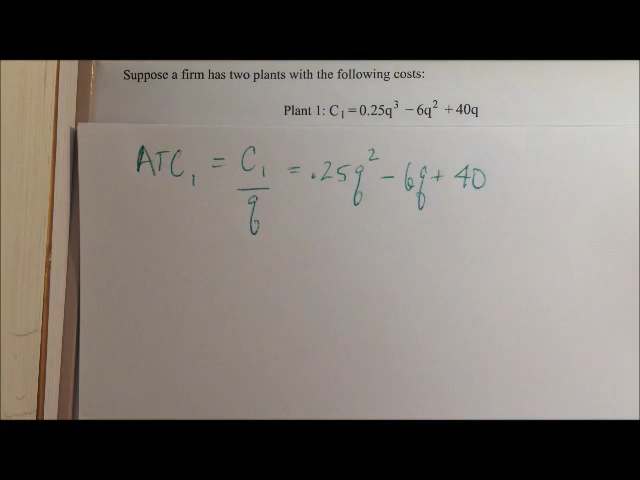 Suppose a firm has two plants with the following costs:
Plant 1: C₁ = 0.25q³ − 6q² + 40q
ATC₁ = C₁/q = .25q² − 6q + 40